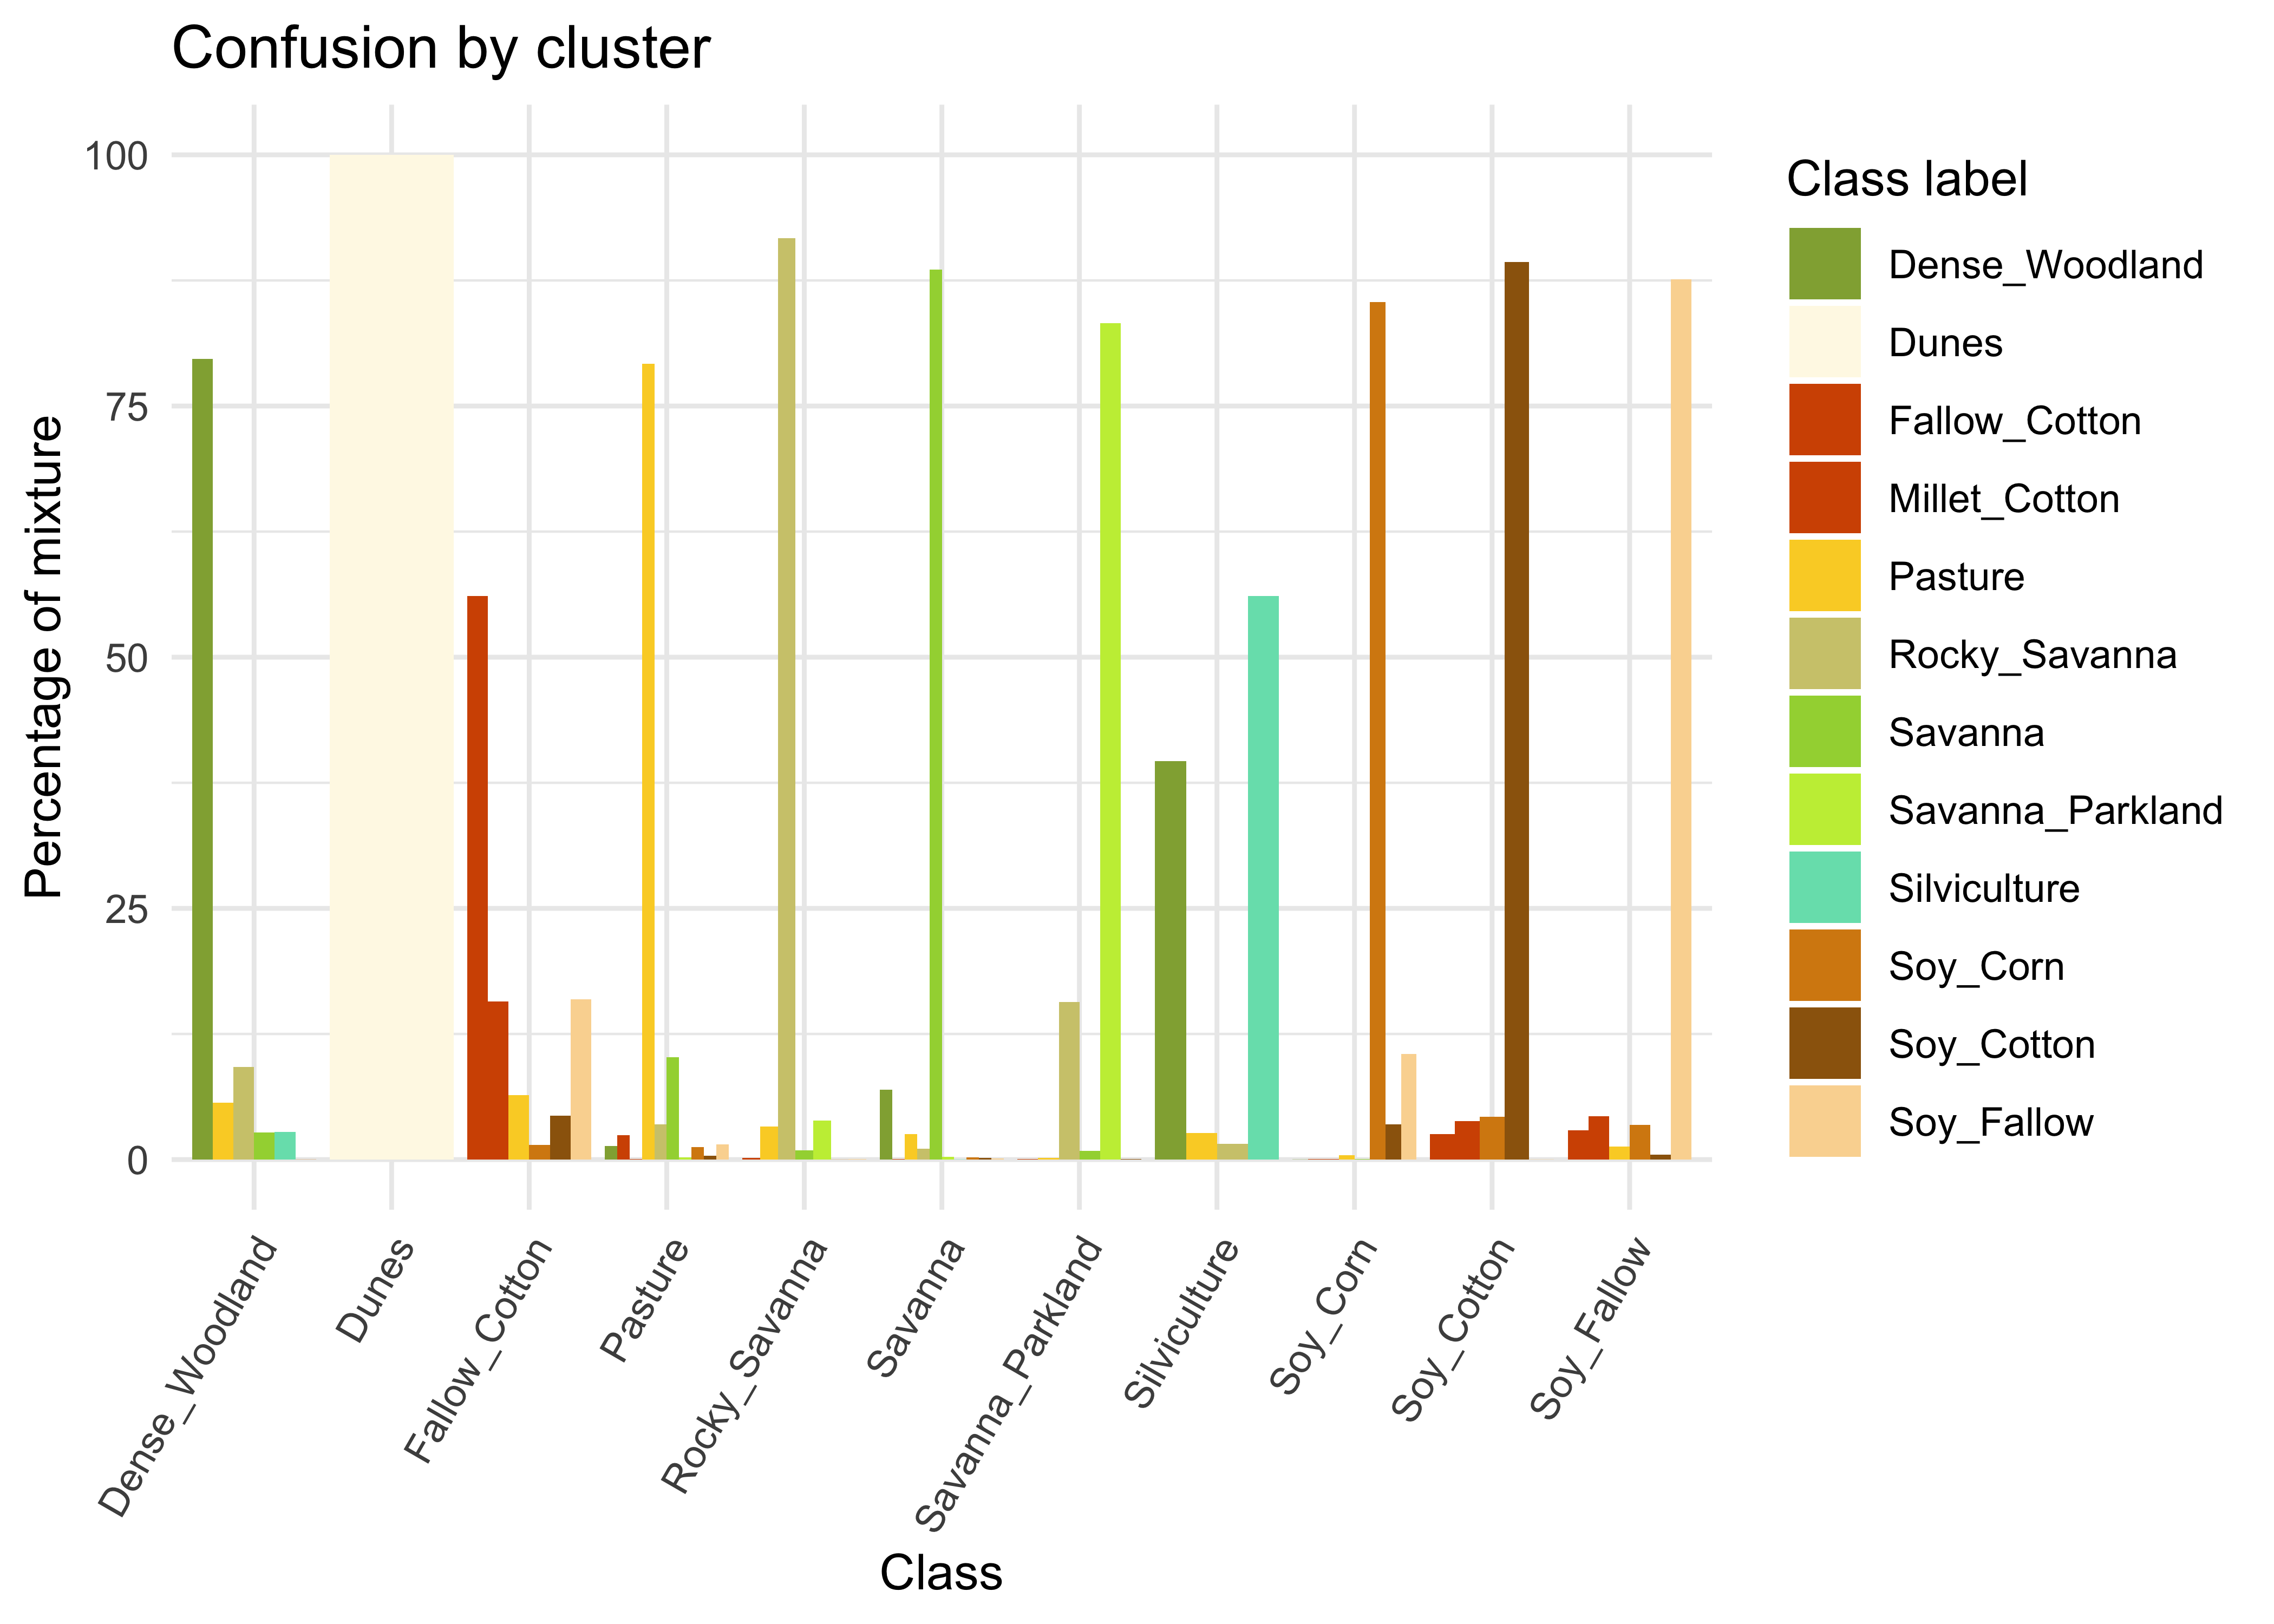 Confusion by cluster
Percentage of mixture
100
75
50
25
0
Dense_Woodland
Dunes
Fallow_Cotton
Pasture
Rocky_Savanna
Savanna
Savanna_Parkland
Silviculture
Soy_Corn
Soy_Cotton
Soy_Fallow
Class
Class label
Dense_Woodland
Dunes
Fallow_Cotton
Millet_Cotton
Pasture
Rocky_Savanna
Savanna
Savanna_Parkland
Silviculture
Soy_Corn
Soy_Cotton
Soy_Fallow